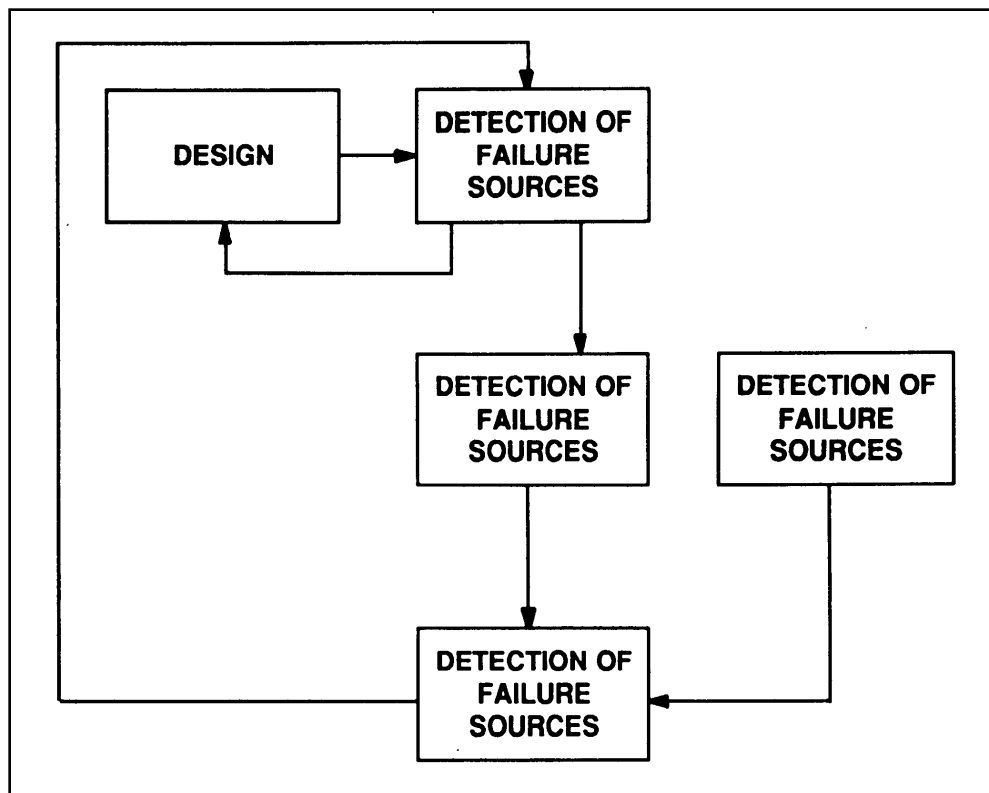 DESIGN
DETECTION OF
FAILURE
SOURCES
DETECTION OF
FAILURE
SOURCES
DETECTION OF
FAILURE
SOURCES
DETECTION OF
FAILURE
SOURCES